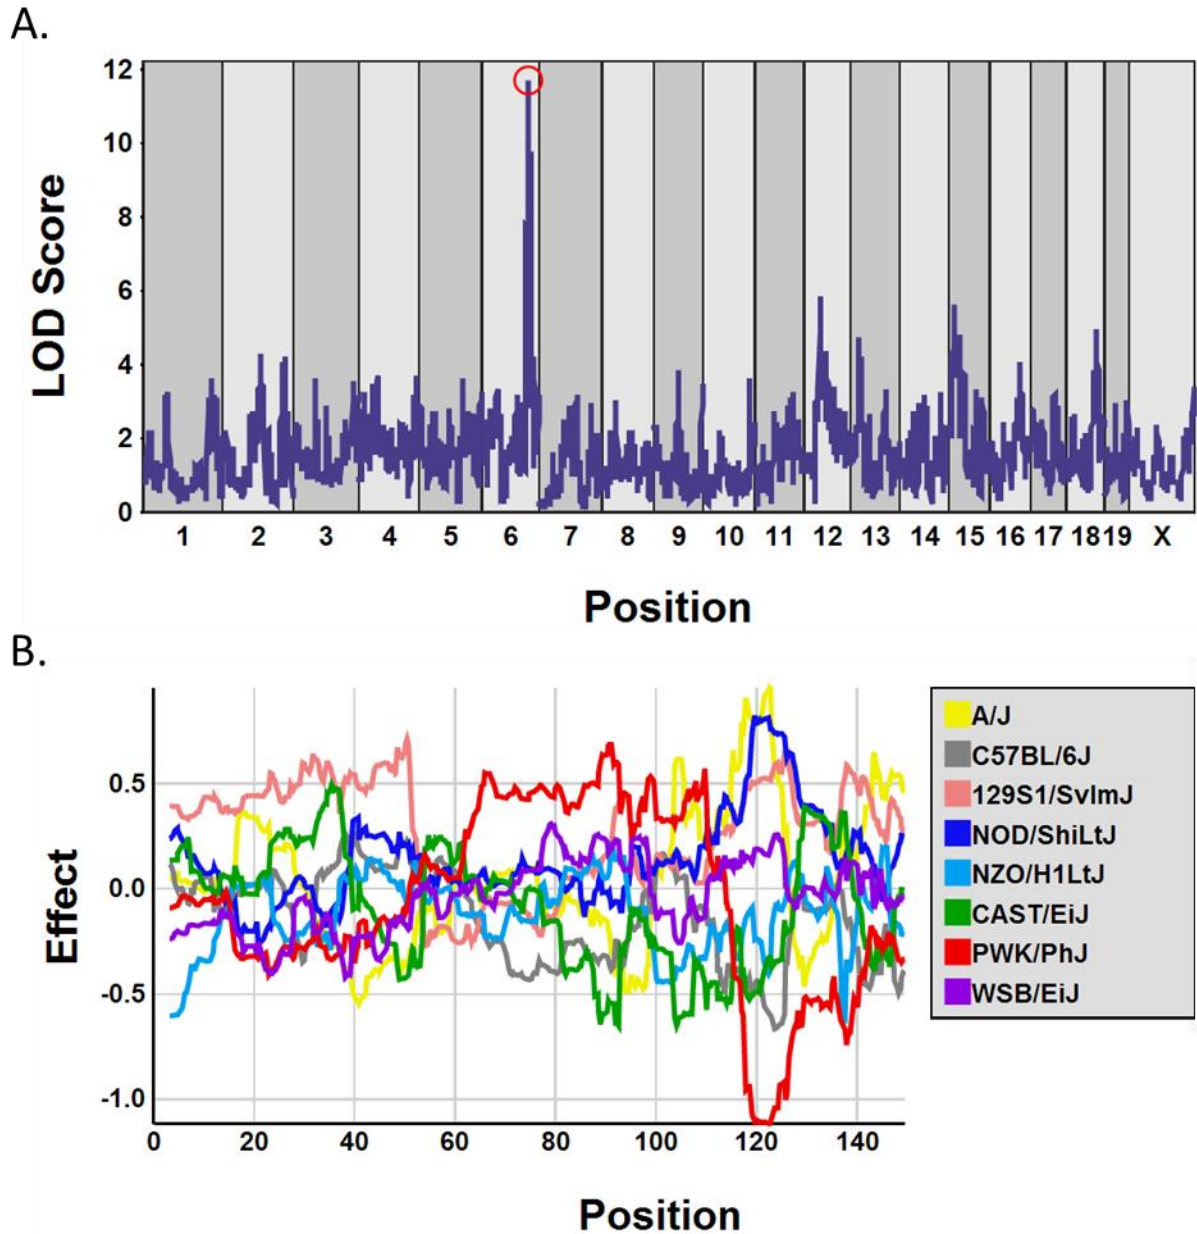 A.
12
10
8
6
4
2
0
LOD Score
1 2 3 4 5 6 7 8 9 10 11 12 13 14 15 16 17 18 19 X
Position
B.
0.5
0.0
-0.5
-1.0
Effect
0 20 40 60 80 100 120 140
Position
A/J
C57BL/6J
129S1/SvImJ
NOD/ShiLtJ
NZO/H1LtJ
CAST/EiJ
PWK/PhJ
WSB/EiJ